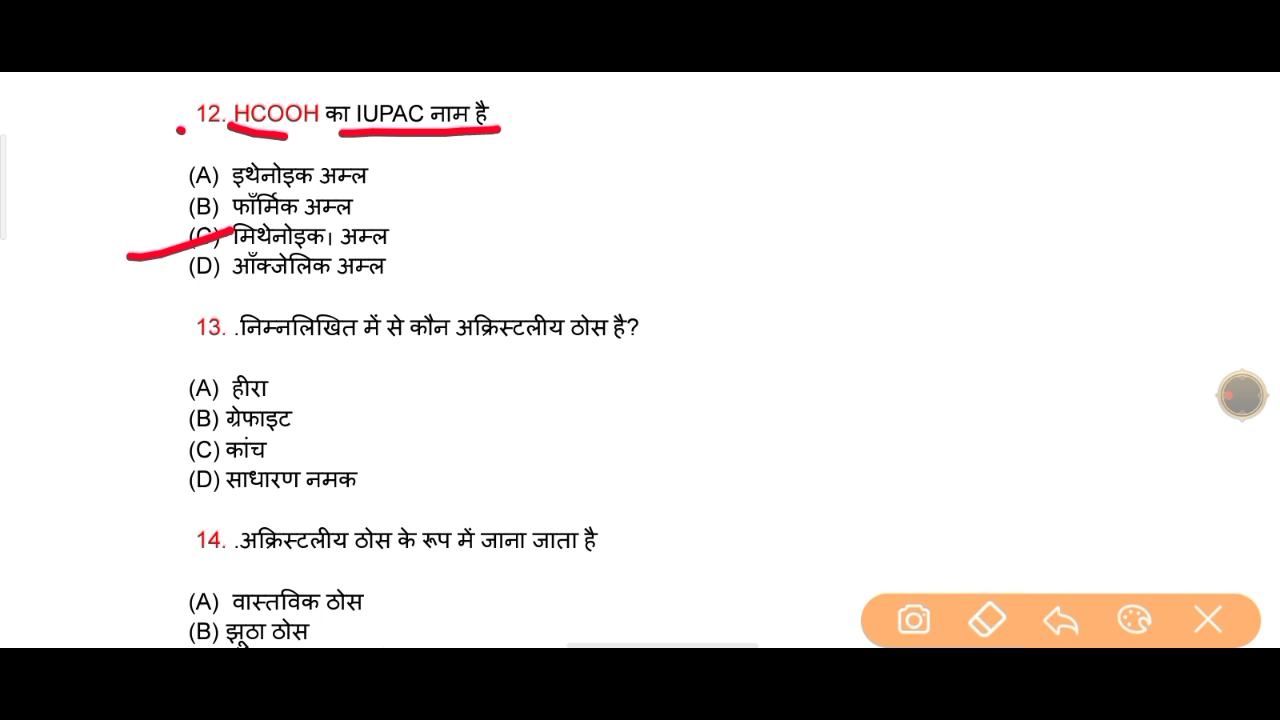 12. HCOOH का IUPAC नाम है
(A) इथेनोइक अम्ल
(B) फॉंर्मिक अम्ल
(C) मिथेनोइक। अम्ल
(D) ऑंक्जेलिक अम्ल
13. .निम्नलिखित में से कौन अक्रिस्टलीय ठोस है?
(A) हीरा
(B) ग्रेफाइट
(C) कांच
(D) साधारण नमक
14. .अक्रिस्टलीय ठोस के रूप में जाना जाता है
(A) वास्तविक ठोस
(B) झूठा ठोस